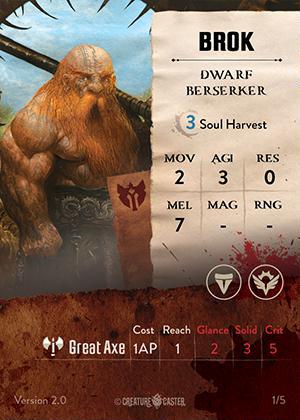 BROK
DWARF
BERSERKER
3 Soul Harvest
MOV AGI RES
2 3 0
MEL MAG RNG
7 - -
Cost Reach Glance Solid Crit
Great Axe 1AP 1 2 3 5
Version 2.0 © CREATURE CASTER 1/5